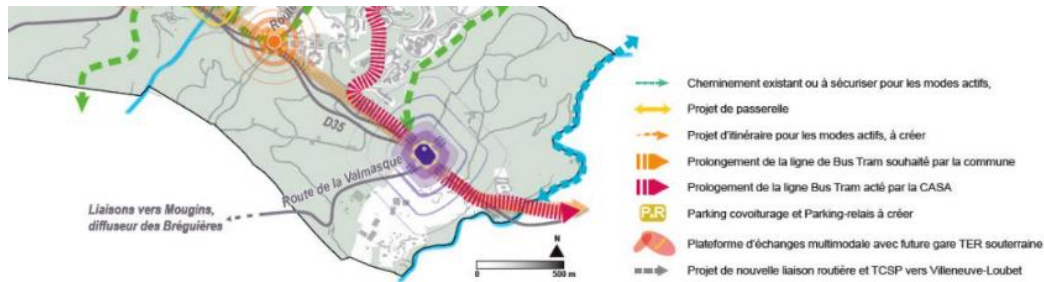 Route
D35
Route de la Valmasque
Liaisons vers Mougins,
diffuseur des Bréguières
N
0 500 m
Cheminement existant ou à sécuriser pour les modes actifs,
Projet de passerelle
Projet d'itinéraire pour les modes actifs, à créer
Prolongement de la ligne de Bus Tram souhaité par la commune
Prologement de la ligne Bus Tram acté par la CASA
P.R Parking covoiturage et Parking-relais à créer
Plateforme d'échanges multimodale avec future gare TER souterraine
Projet de nouvelle liaison routière et TCSP vers Villeneuve-Loubet